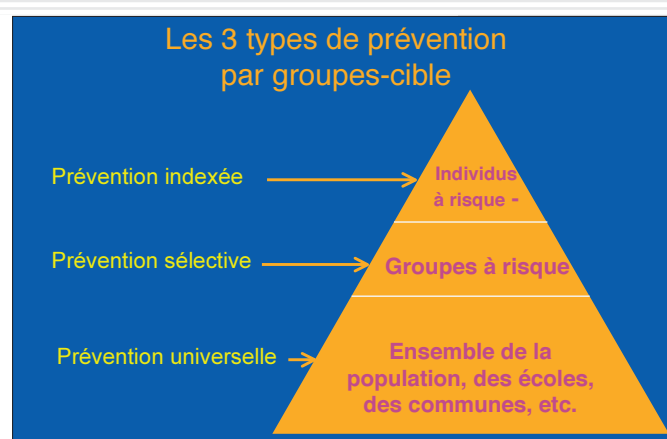 Les 3 types de prévention
par groupes-cible
Prévention indexée
Individus
à risque -
Prévention sélective
Groupes à risque
Prévention universelle
Ensemble de la
population, des écoles,
des communes, etc.